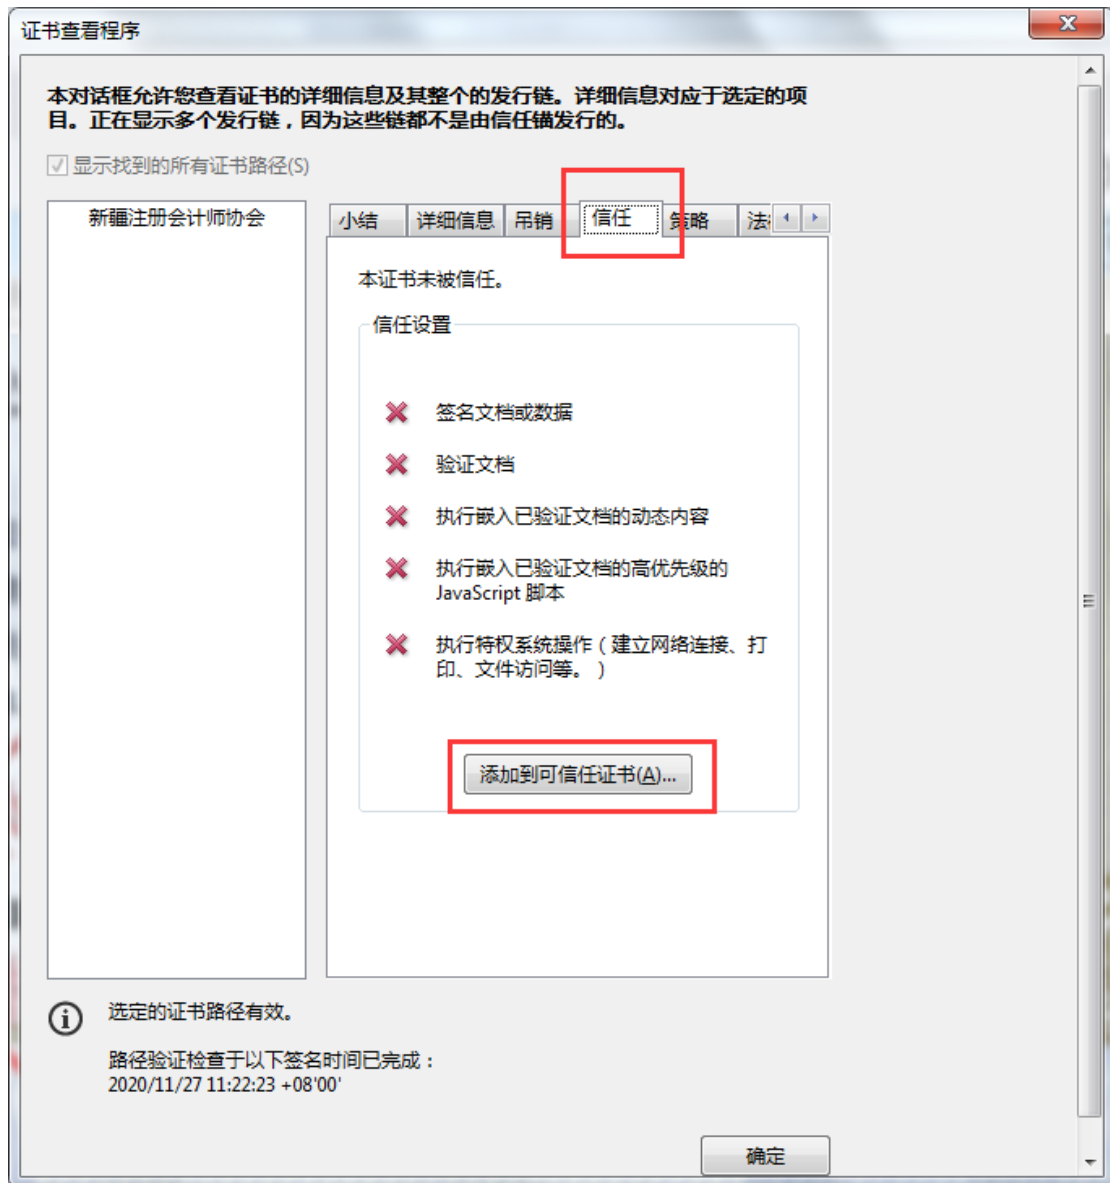 证书查看程序
本对话框允许您查看证书的详细信息及其整个的发行链。详细信息对应于选定的项
目。正在显示多个发行链，因为这些链都不是由信任锚发行的。
显示找到的所有证书路径(S)
新疆注册会计师协会
小结 详细信息 吊销 信任 策略 法
本证书未被信任。
信任设置
签名文档或数据
验证文档
执行嵌入已验证文档的动态内容
执行嵌入已验证文档的高优先级的
JavaScript 脚本
执行特权系统操作（建立网络连接、打
印、文件访问等。）
添加到可信任证书(A)...
选定的证书路径有效。
路径验证检查于以下签名时间已完成：
2020/11/27 11:22:23 +08'00'
确定